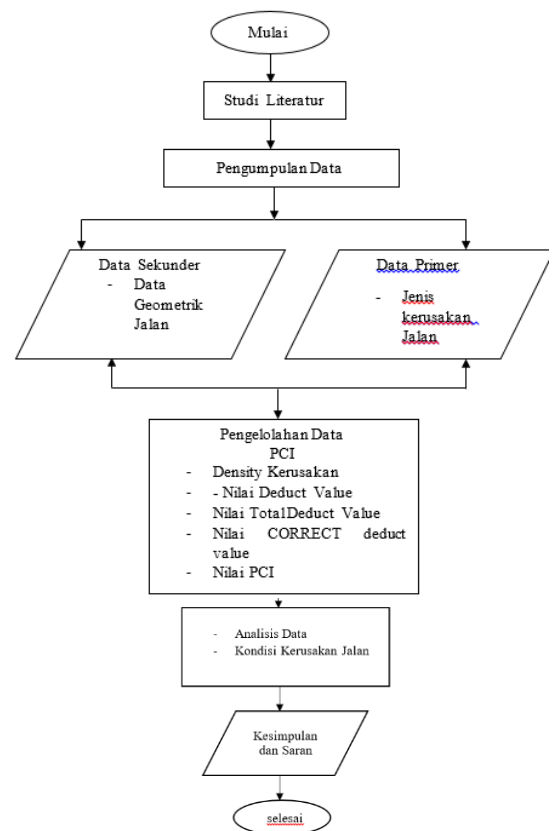 Mulai
Studi Literatur
Pengumpulan Data
Data Sekunder
- Data
Geometrik
Jalan
Data Primer
- Jenis
kerusakan
Jalan
Pengelolahan Data
PCI
- Density Kerusakan
- - Nilai Deduct Value
- Nilai TotalDeduct Value
- Nilai CORRECT deduct
value
- Nilai PCI
- Analisis Data
- Kondisi Kerusakan Jalan
Kesimpulan
dan Saran
selesai